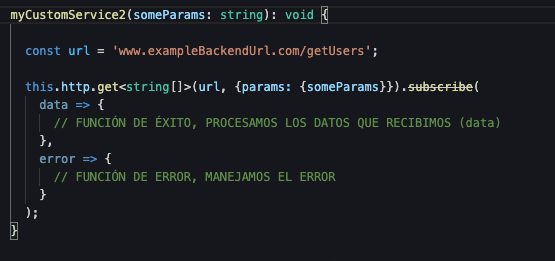 myCustomService2(someParams: string): void {
const url = 'www.exampleBackendUrl.com/getUsers';
this.http.get<string[]>(url, {params: {someParams}}).subscribe(
data => {
// FUNCIÓN DE ÉXITO, PROCESAMOS LOS DATOS QUE RECIBIMOS (data)
},
error => {
// FUNCIÓN DE ERROR, MANEJAMOS EL ERROR
}
);
}